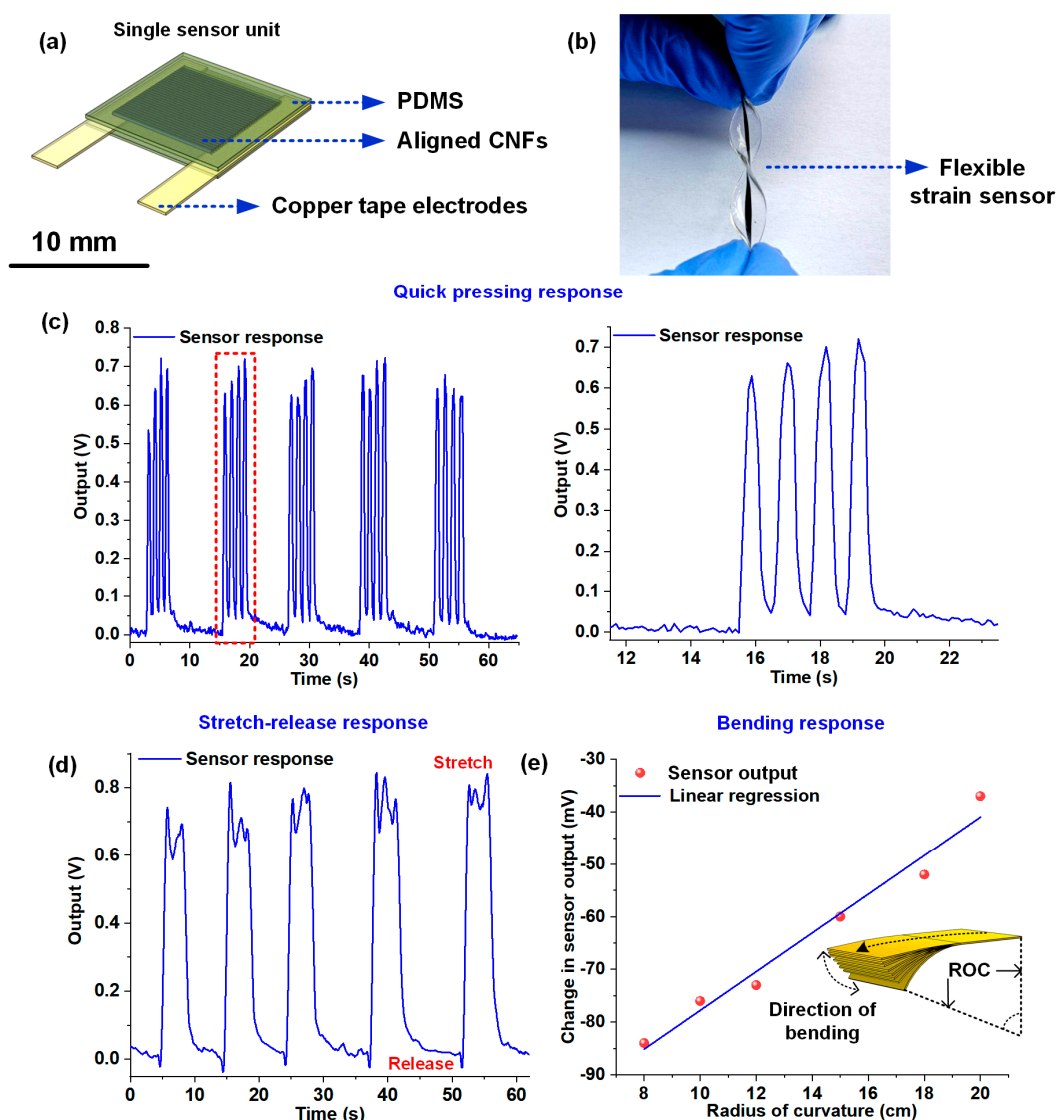 (a)
Single sensor unit
PDMS
Aligned CNFs
Copper tape electrodes
10 mm
(b)
Flexible
strain sensor
Quick pressing response
(c)
Sensor response
0.8
0.7
0.6
0.5
0.4
0.3
0.2
0.1
0.0
Output (V)
0 10 20 30 40 50 60
Time (s)
Sensor response
0.7
0.6
0.5
0.4
0.3
0.2
0.1
0.0
Output (V)
12 14 16 18 20 22
Time (s)
Stretch-release response
(d)
Sensor response
Stretch
Release
0.8
0.6
0.4
0.2
0.0
Output (V)
0 10 20 30 40 50 60
Time (s)
Bending response
(e)
Sensor output
Linear regression
-30
-40
-50
-60
-70
-80
-90
Change in sensor output (mV)
ROC
Direction of
bending
8 10 12 15 18 20
Radius of curvature (cm)